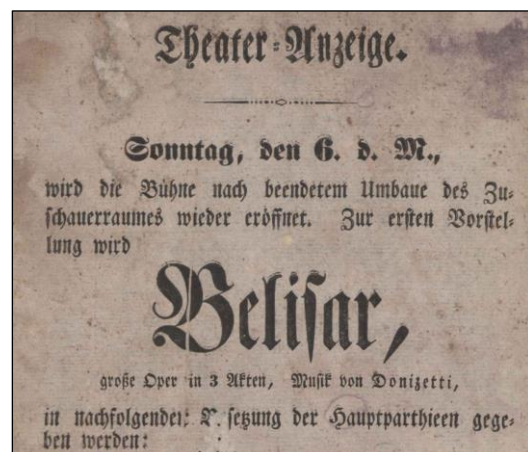 Theater-Anzeige.
Sonntag, den 6. d. M.,
wird die Bühne nach beendetem Umbaue des Zu-
schauerraumes wieder eröffnet. Zur ersten Vorstel-
lung wird
Belisar,
große Oper in 3 Akten, Musik von Donizetti,
in nachfolgender setzung der Hauptparthieen gege-
ben werden: